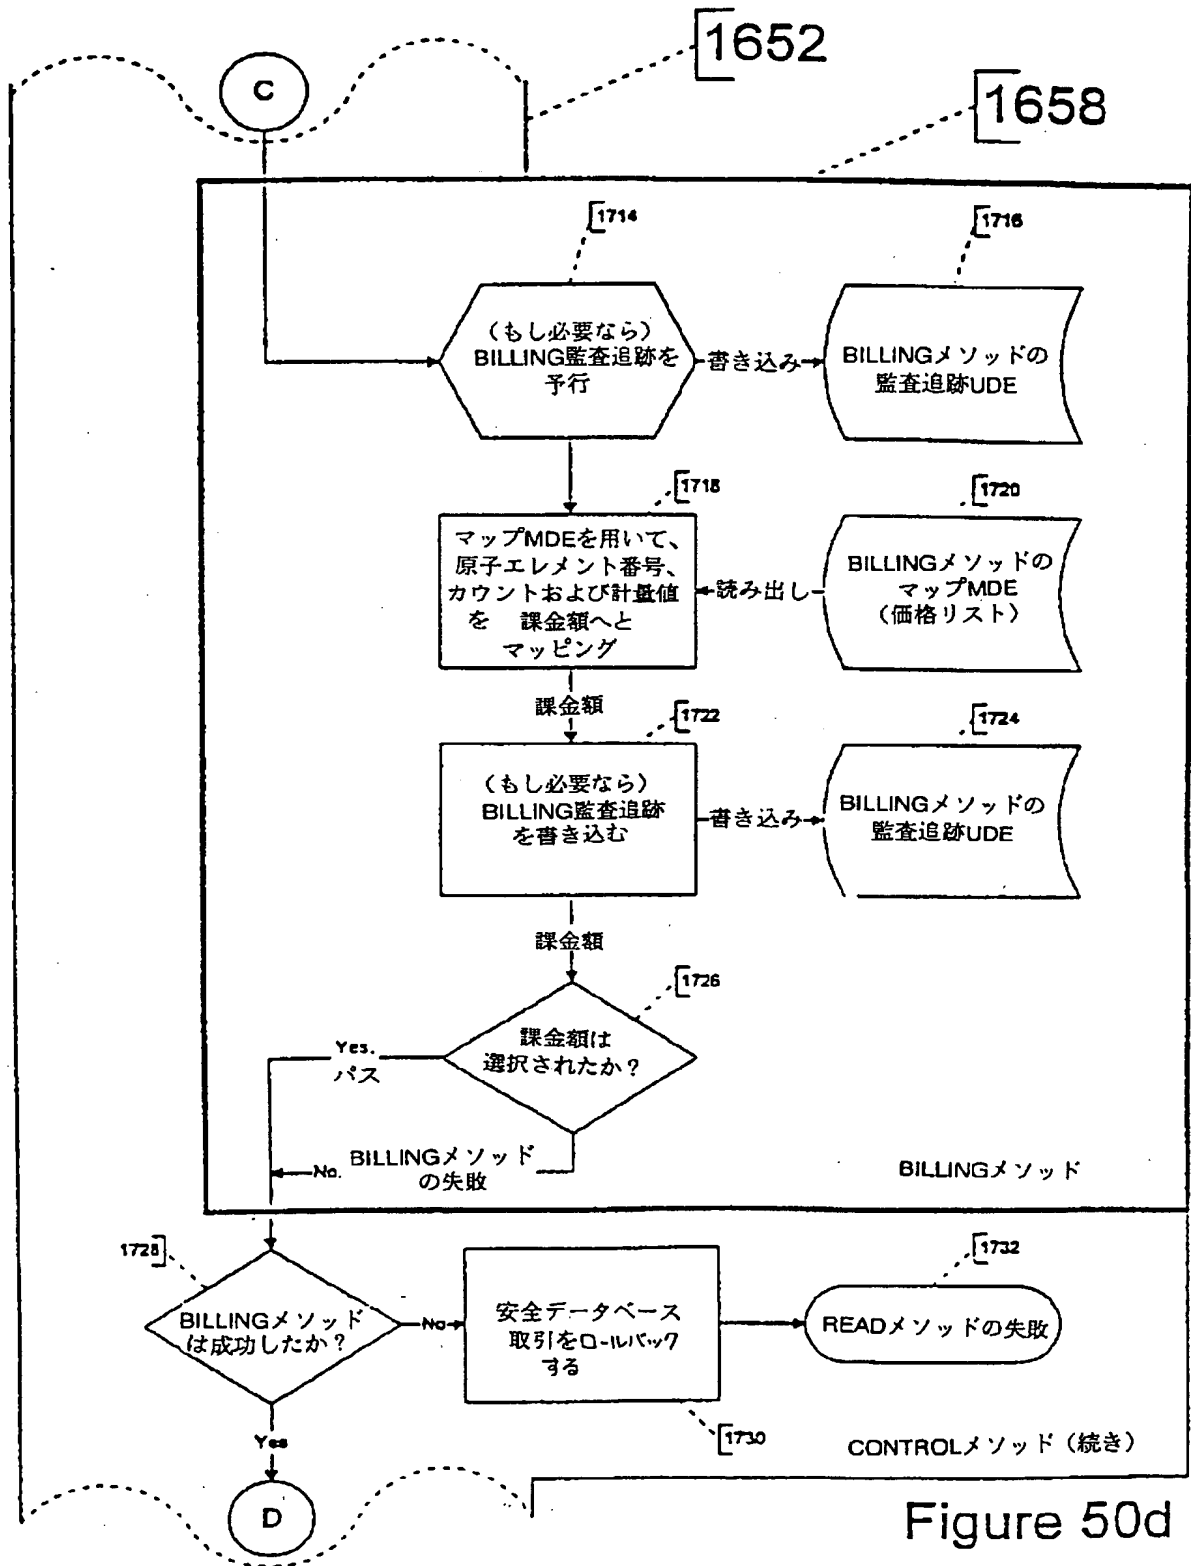 1652
C
1658
1714
1716
（もし必要なら）
BILLING監査追跡を
予行
書き込み
BILLINGメソッドの
監査追跡UDE
1718
1720
マップMDEを用いて、
原子エレメント番号、
カウントおよび計量値
を 課金額へと
マッピング
読み出し
BILLINGメソッドの
マップMDE
（価格リスト）
課金額
1722
1724
（もし必要なら）
BILLING監査追跡
を書き込む
書き込み
BILLINGメソッドの
監査追跡UDE
課金額
1726
課金額は
選択されたか？
Yes.
パス
No.
BILLINGメソッド
の失敗
BILLINGメソッド
1728
1732
BILLINGメソッド
は成功したか？
No
安全データベース
取引をロールバック
する
READメソッドの失敗
Yes
1730
CONTROLメソッド（続き）
D
Figure 50d